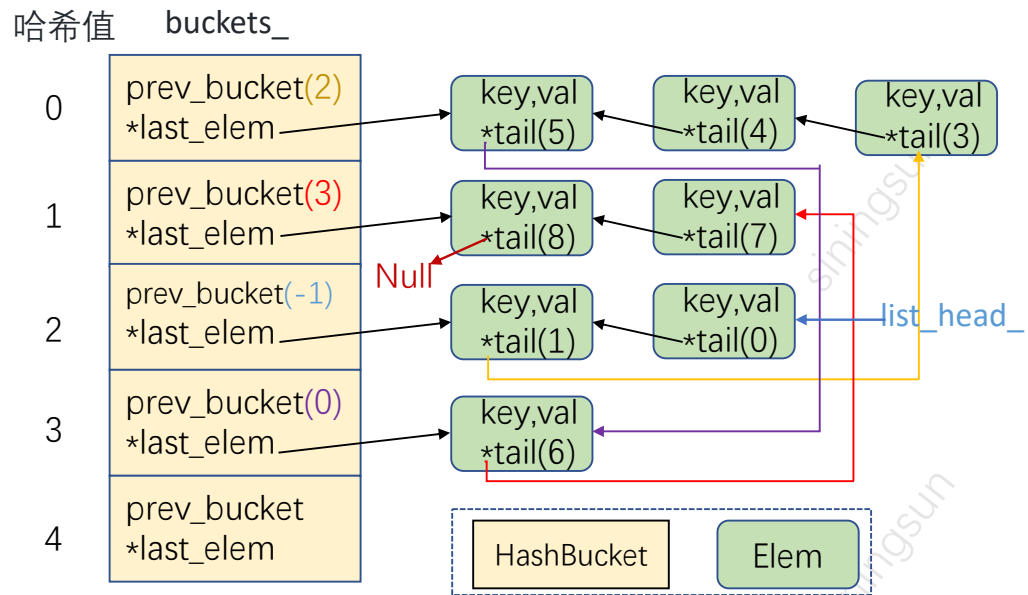 哈希值 buckets_
0
prev_bucket(2)
*last_elem
key,val
*tail(5)
key,val
*tail(4)
key,val
*tail(3)
1
prev_bucket(3)
*last_elem
key,val
*tail(8)
key,val
*tail(7)
Null
2
prev_bucket(-1)
*last_elem
key,val
*tail(1)
key,val
*tail(0)
list_head_
3
prev_bucket(0)
*last_elem
key,val
*tail(6)
4
prev_bucket
*last_elem
HashBucket
Elem
siningsun
siningsun